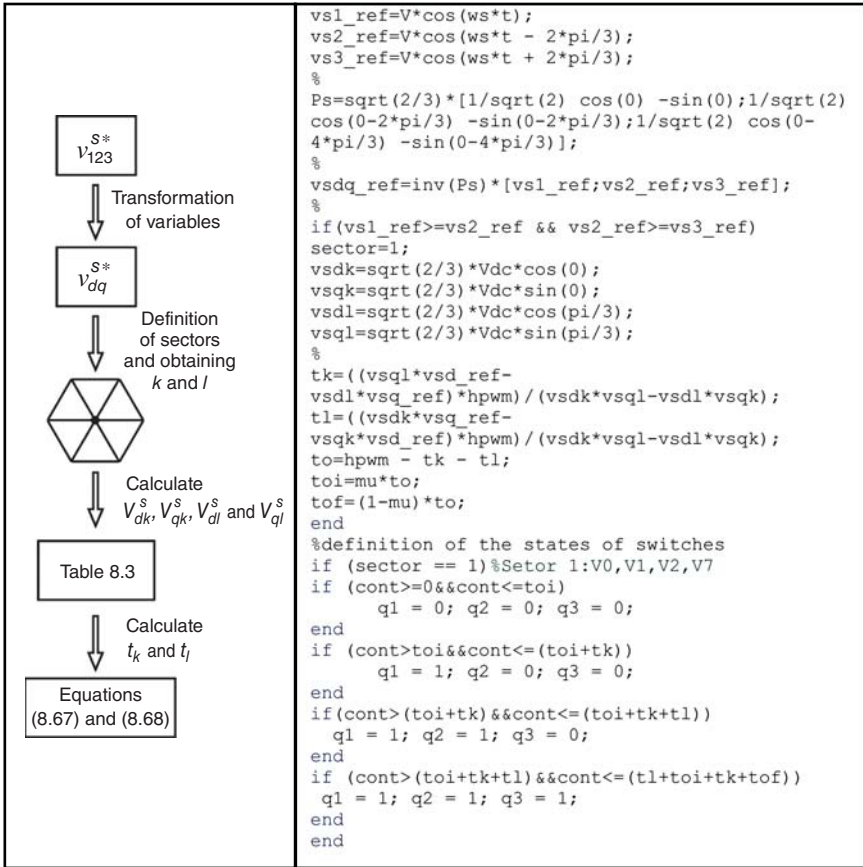 v^{s*}_{123}
Transformation
of variables
v^{s*}_{dq}
Definition
of sectors
and obtaining
k and l
Calculate
V^s_{dk}, V^s_{qk}, V^s_{dl} and V^s_{ql}
Table 8.3
Calculate
t_k and t_l
Equations
(8.67) and (8.68)
vs1_ref=V*cos(ws*t);
vs2_ref=V*cos(ws*t - 2*pi/3);
vs3_ref=V*cos(ws*t + 2*pi/3);
%
Ps=sqrt(2/3)*[1/sqrt(2) cos(0) -sin(0);1/sqrt(2)
cos(0-2*pi/3) -sin(0-2*pi/3);1/sqrt(2) cos(0-
4*pi/3) -sin(0-4*pi/3)];
%
vsdq_ref=inv(Ps)*[vs1_ref;vs2_ref;vs3_ref];
%
if(vs1_ref>=vs2_ref && vs2_ref>=vs3_ref)
sector=1;
vsdk=sqrt(2/3)*Vdc*cos(0);
vsqk=sqrt(2/3)*Vdc*sin(0);
vsdl=sqrt(2/3)*Vdc*cos(pi/3);
vsql=sqrt(2/3)*Vdc*sin(pi/3);
%
tk=((vsql*vsd_ref-
vsdl*vsq_ref)*hpwm)/(vsdk*vsql-vsdl*vsqk);
tl=((vsdk*vsq_ref-
vsqk*vsd_ref)*hpwm)/(vsdk*vsql-vsdl*vsqk);
to=hpwm - tk - tl;
toi=mu*to;
tof=(1-mu)*to;
end
%definition of the states of switches
if (sector == 1)%Setor 1:V0,V1,V2,V7
if (cont>=0&&cont<=toi)
q1 = 0; q2 = 0; q3 = 0;
end
if (cont>toi&&cont<=(toi+tk))
q1 = 1; q2 = 0; q3 = 0;
end
if(cont>(toi+tk)&&cont<=(toi+tk+tl))
q1 = 1; q2 = 1; q3 = 0;
end
if (cont>(toi+tk+tl)&&cont<=(tl+toi+tk+tof))
q1 = 1; q2 = 1; q3 = 1;
end
end